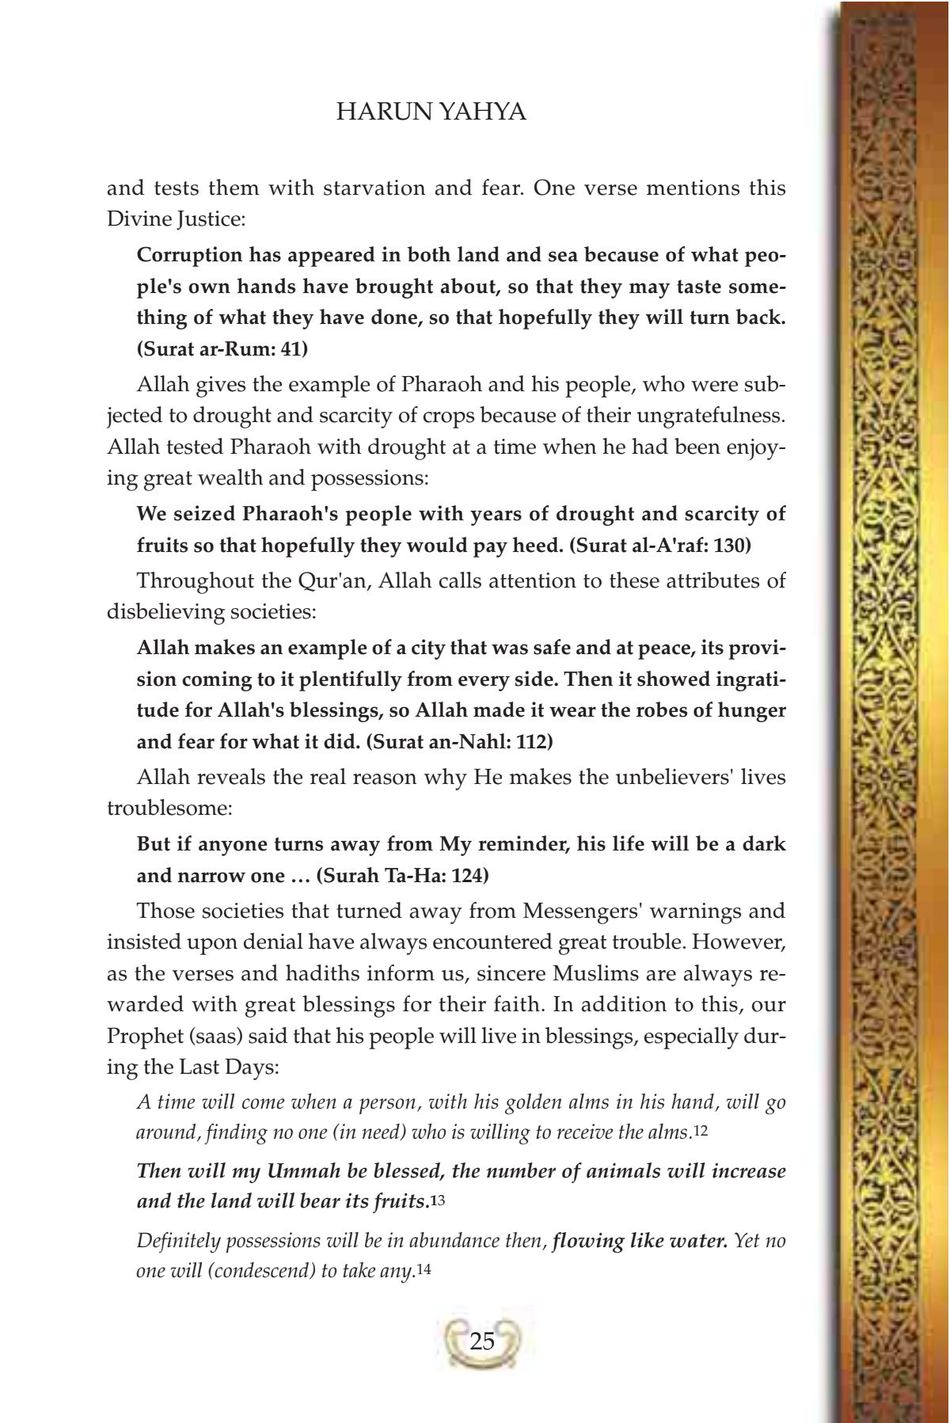 HARUN YAHYA
and tests them with starvation and fear. One verse mentions this
Divine Justice:
Corruption has appeared in both land and sea because of what peo-
ple's own hands have brought about, so that they may taste some-
thing of what they have done, so that hopefully they will turn back.
(Surat ar-Rum: 41)
Allah gives the example of Pharaoh and his people, who were sub-
jected to drought and scarcity of crops because of their ungratefulness.
Allah tested Pharaoh with drought at a time when he had been enjoy-
ing great wealth and possessions:
We seized Pharaoh's people with years of drought and scarcity of
fruits so that hopefully they would pay heed. (Surat al-A'raf: 130)
Throughout the Qur'an, Allah calls attention to these attributes of
disbelieving societies:
Allah makes an example of a city that was safe and at peace, its provi-
sion coming to it plentifully from every side. Then it showed ingrati-
tude for Allah's blessings, so Allah made it wear the robes of hunger
and fear for what it did. (Surat an-Nahl: 112)
Allah reveals the real reason why He makes the unbelievers' lives
troublesome:
But if anyone turns away from My reminder, his life will be a dark
and narrow one … (Surah Ta-Ha: 124)
Those societies that turned away from Messengers' warnings and
insisted upon denial have always encountered great trouble. However,
as the verses and hadiths inform us, sincere Muslims are always re-
warded with great blessings for their faith. In addition to this, our
Prophet (saas) said that his people will live in blessings, especially dur-
ing the Last Days:
A time will come when a person, with his golden alms in his hand, will go
around, finding no one (in need) who is willing to receive the alms.12
Then will my Ummah be blessed, the number of animals will increase
and the land will bear its fruits.13
Definitely possessions will be in abundance then, flowing like water. Yet no
one will (condescend) to take any.14
25